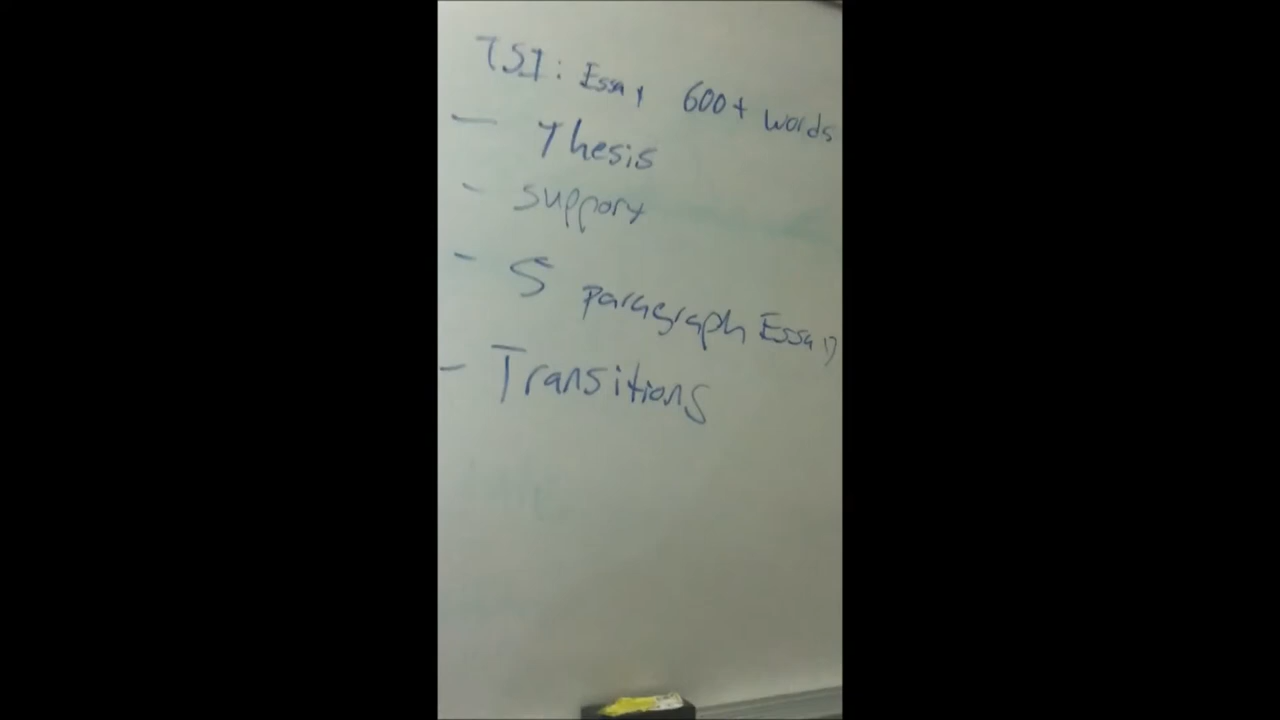 TSI: Essay 600+ words
- Thesis
- support
- 5 paragraph Essay
- Transitions